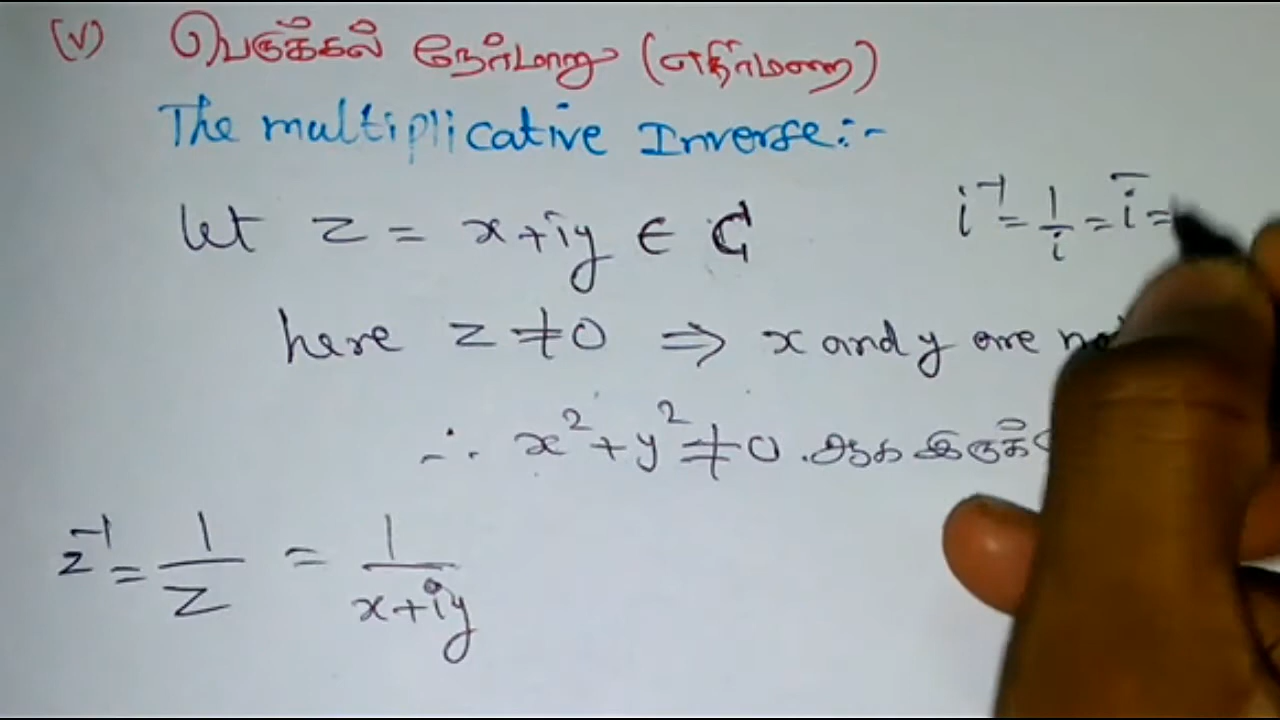 (v) பெருக்கல் நேர்மாறு (எதிர்மறை)
The multiplicative Inverse:-
Let z = x+iy ∈ ℂ
i⁻¹ = 1/i = i̅ =
here z ≠ 0 ⇒ x and y are
∴ x²+y² ≠ 0. ஆக
z⁻¹ = 1/z = 1/(x+iy)